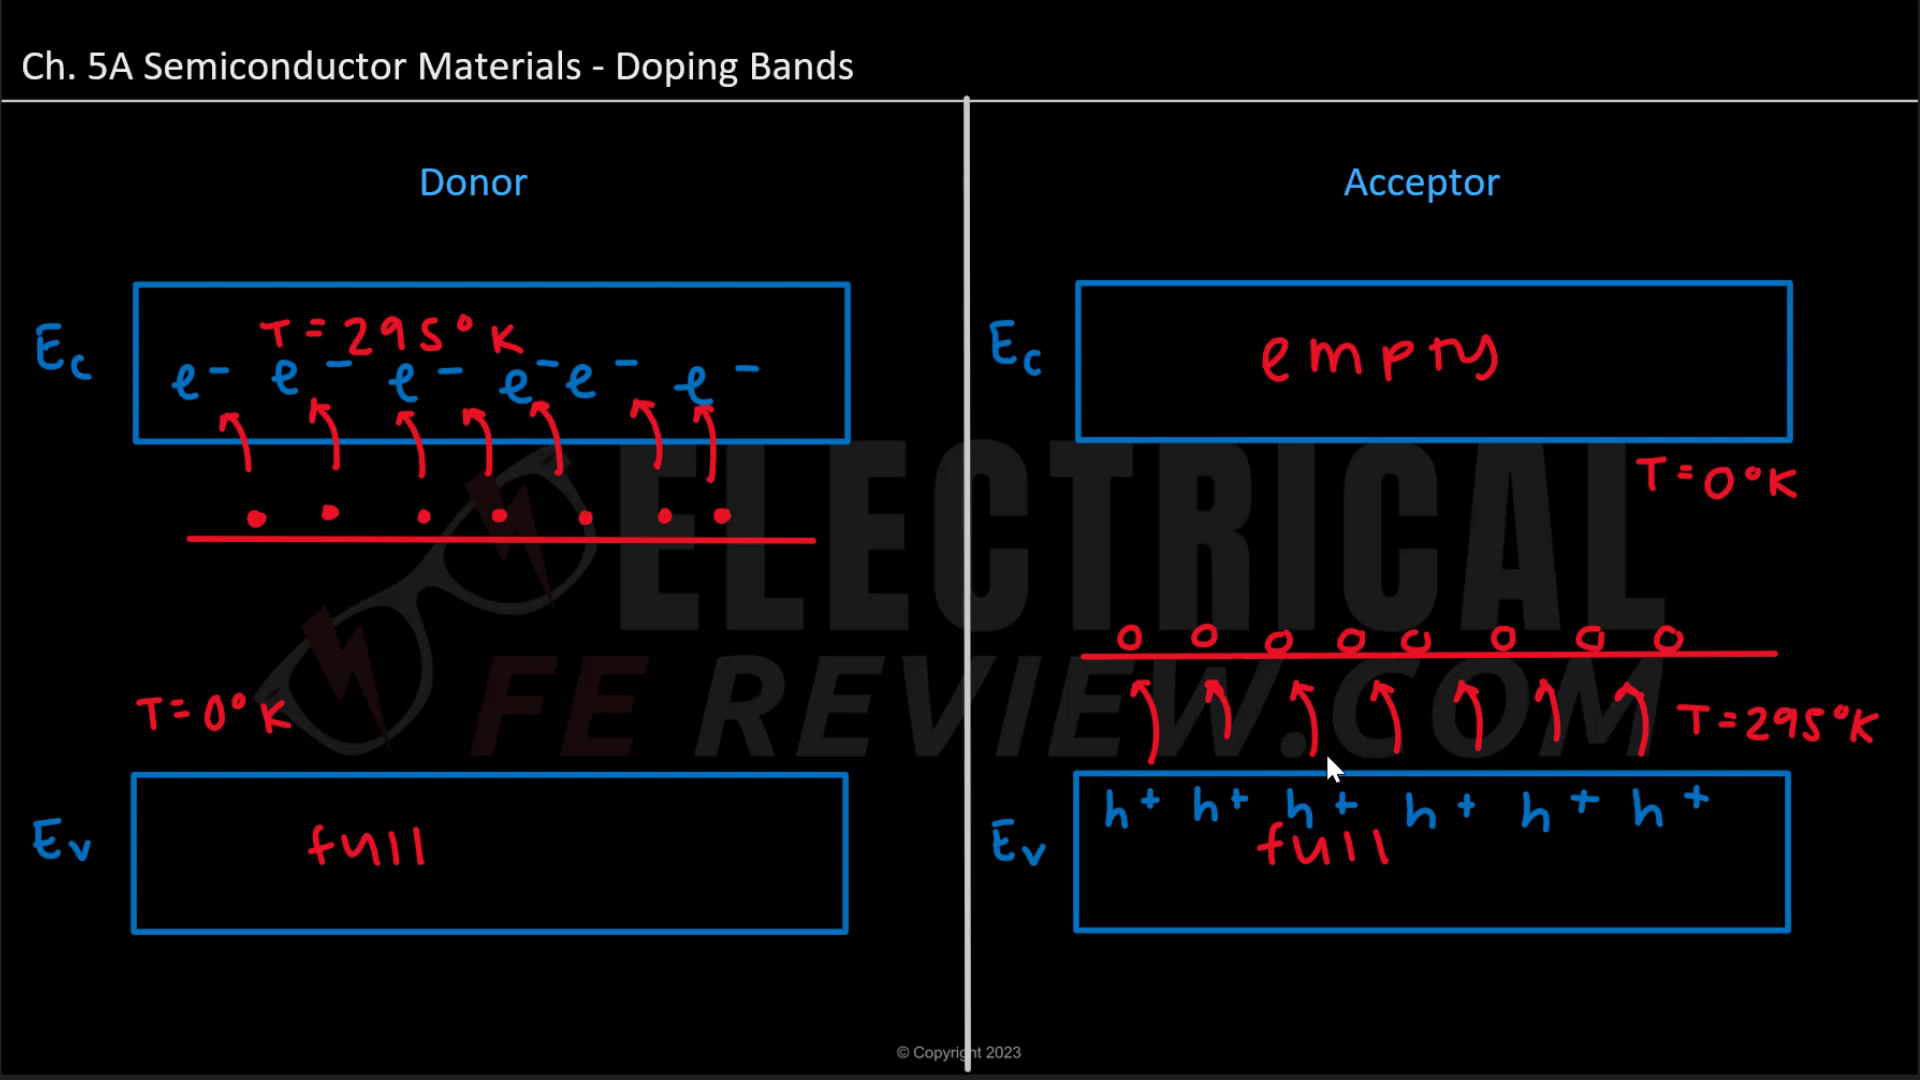 Ch. 5A Semiconductor Materials - Doping Bands
Donor
T = 295°K
Ec
e⁻ e⁻ e⁻ e⁻ e⁻ e⁻
T = 0°K
Ev
full
Acceptor
Ec
empty
T = 0°K
T = 295°K
h⁺ h⁺ h⁺ h⁺ h⁺ h⁺
Ev
full
ELECTRICAL
FE REVIEW.COM
© Copyright 2023